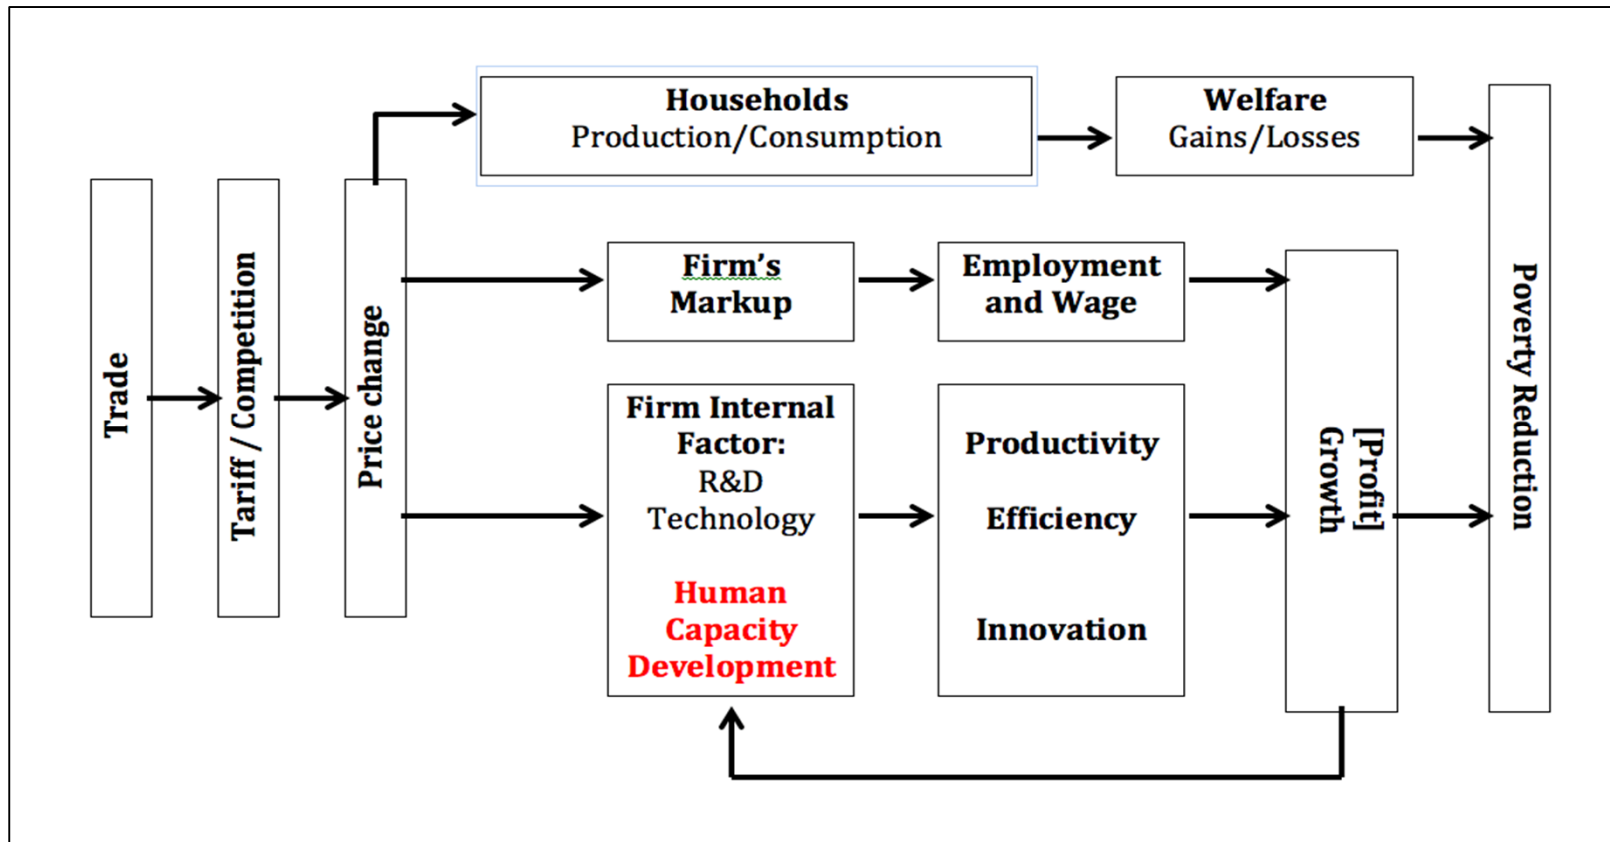 Households
Production/Consumption
Welfare
Gains/Losses
Trade
Tariff / Competition
Price change
Firm's
Markup
Employment
and Wage
Firm Internal
Factor:
R&D
Technology
Human
Capacity
Development
Productivity
Efficiency
Innovation
[Profit]
Growth
Poverty Reduction